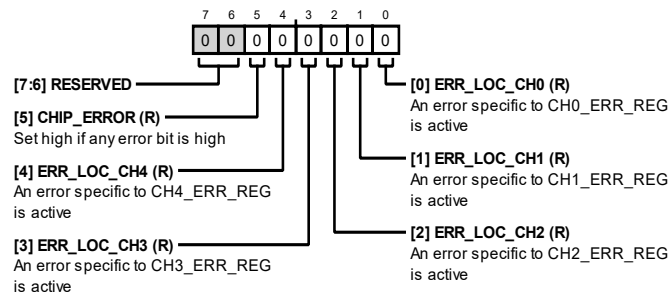 7 6 5 4 3 2 1 0
0 0 0 0 0 0 0 0
[7:6] RESERVED
[5] CHIP_ERROR (R)
Set high if any error bit is high
[4] ERR_LOC_CH4 (R)
An error specific to CH4_ERR_REG
is active
[3] ERR_LOC_CH3 (R)
An error specific to CH3_ERR_REG
is active
[0] ERR_LOC_CH0 (R)
An error specific to CH0_ERR_REG
is active
[1] ERR_LOC_CH1 (R)
An error specific to CH1_ERR_REG
is active
[2] ERR_LOC_CH2 (R)
An error specific to CH2_ERR_REG
is active